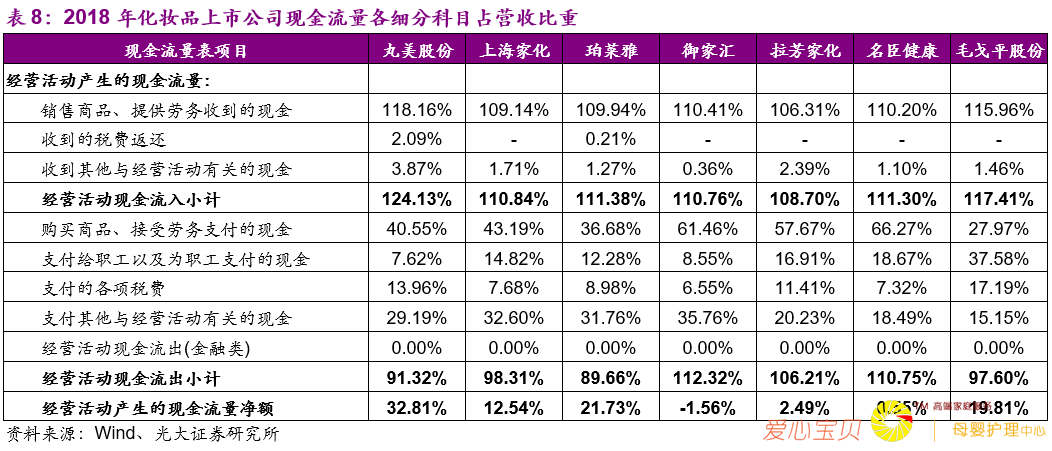 表 8：2018 年化妆品上市公司现金流量各细分科目占营收比重
现金流量表项目 丸美股份 上海家化 珀莱雅 御家汇 拉芳家化 名臣健康 毛戈平股份
经营活动产生的现金流量：
销售商品、提供劳务收到的现金 118.16% 109.14% 109.94% 110.41% 106.31% 110.20% 115.96%
收到的税费返还 2.09% - 0.21% - - - -
收到其他与经营活动有关的现金 3.87% 1.71% 1.27% 0.36% 2.39% 1.10% 1.46%
经营活动现金流入小计 124.13% 110.84% 111.38% 110.76% 108.70% 111.30% 117.41%
购买商品、接受劳务支付的现金 40.55% 43.19% 36.68% 61.46% 57.67% 66.27% 27.97%
支付给职工以及为职工支付的现金 7.62% 14.82% 12.28% 8.55% 16.91% 18.67% 37.58%
支付的各项税费 13.96% 7.68% 8.98% 6.55% 11.41% 7.32% 17.19%
支付其他与经营活动有关的现金 29.19% 32.60% 31.76% 35.76% 20.23% 18.49% 15.15%
经营活动现金流出(金融类) 0.00% 0.00% 0.00% 0.00% 0.00% 0.00% 0.00%
经营活动现金流出小计 91.32% 98.31% 89.66% 112.32% 106.21% 110.75% 97.60%
经营活动产生的现金流量净额 32.81% 12.54% 21.73% -1.56% 2.49% 19.81%
资料来源：Wind、光大证券研究所
爱心宝贝
母婴护理中心